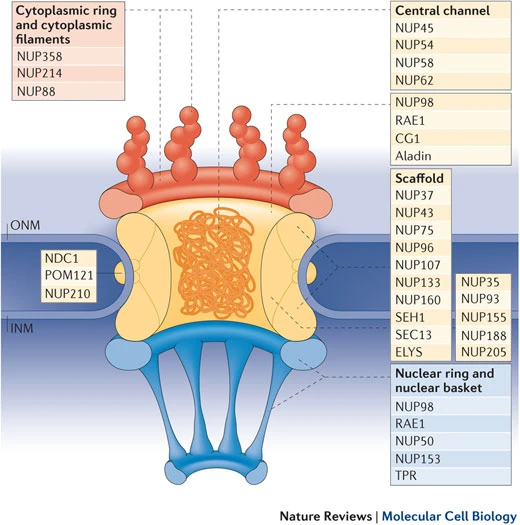 Cytoplasmic ring
and cytoplasmic
filaments
NUP358
NUP214
NUP88
Central channel
NUP45
NUP54
NUP58
NUP62
NUP98
RAE1
CG1
Aladin
Scaffold
NUP37
NUP43
NUP75
NUP96
NUP107
NUP133
NUP160
SEH1
SEC13
ELYS
NUP35
NUP93
NUP155
NUP188
NUP205
ONM
NDC1
POM121
NUP210
INM
Nuclear ring and
nuclear basket
NUP98
RAE1
NUP50
NUP153
TPR
Nature Reviews | Molecular Cell Biology